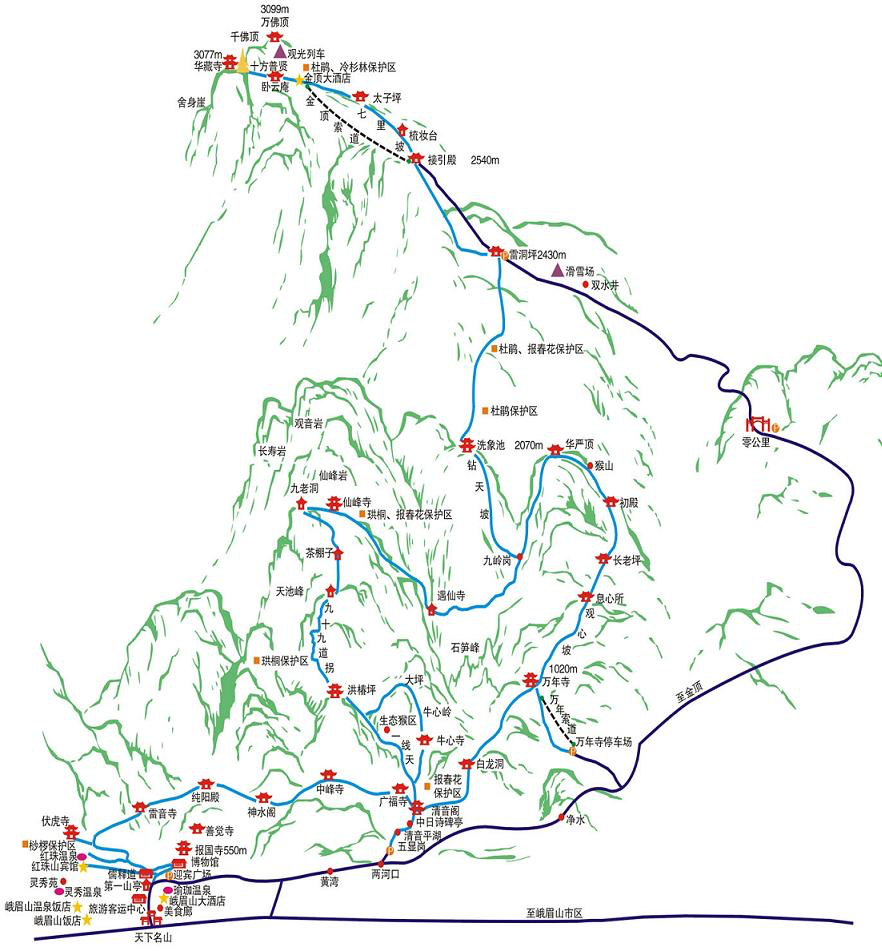 3099m
万佛顶
千佛顶
观光列车
3077m
华藏寺
十方普贤
杜鹃、冷杉林保护区
卧云庵
金顶大酒店
舍身崖
太子坪
金顶索道
七里坡
梳妆台
接引殿 2540m
雷洞坪2430m
滑雪场
双水井
杜鹃、报春花保护区
杜鹃保护区
零公里
观音岩
长寿岩
洗象池
2070m 华严顶
猴山
钻天坡
仙峰岩
九老洞
仙峰寺
珙桐、报春花保护区
初殿
茶棚子
九岭岗
长老坪
天池峰
遇仙寺
息心所
九十九道拐
观心坡
石笋峰
珙桐保护区
1020m
万年寺
洪椿坪
大坪
牛心岭
万年索道
至金顶
生态猴区
一线天
牛心寺
万年寺停车场
白龙洞
纯阳殿
中峰寺
报春花
保护区
雷音寺
神水阁
广福寺
清音阁
中日诗碑亭
净水
伏虎寺
善觉寺
清音平湖
桫椤保护区
报国寺550m
五显岗
红珠温泉
博物馆
红珠山宾馆
儒释道
迎宾广场
两河口
灵秀苑
第一山亭
黄湾
灵秀温泉
瑜珈温泉
峨眉山大酒店
峨眉山温泉饭店
旅游客运中心
美食廊
峨眉山饭店
至峨眉山市区
天下名山